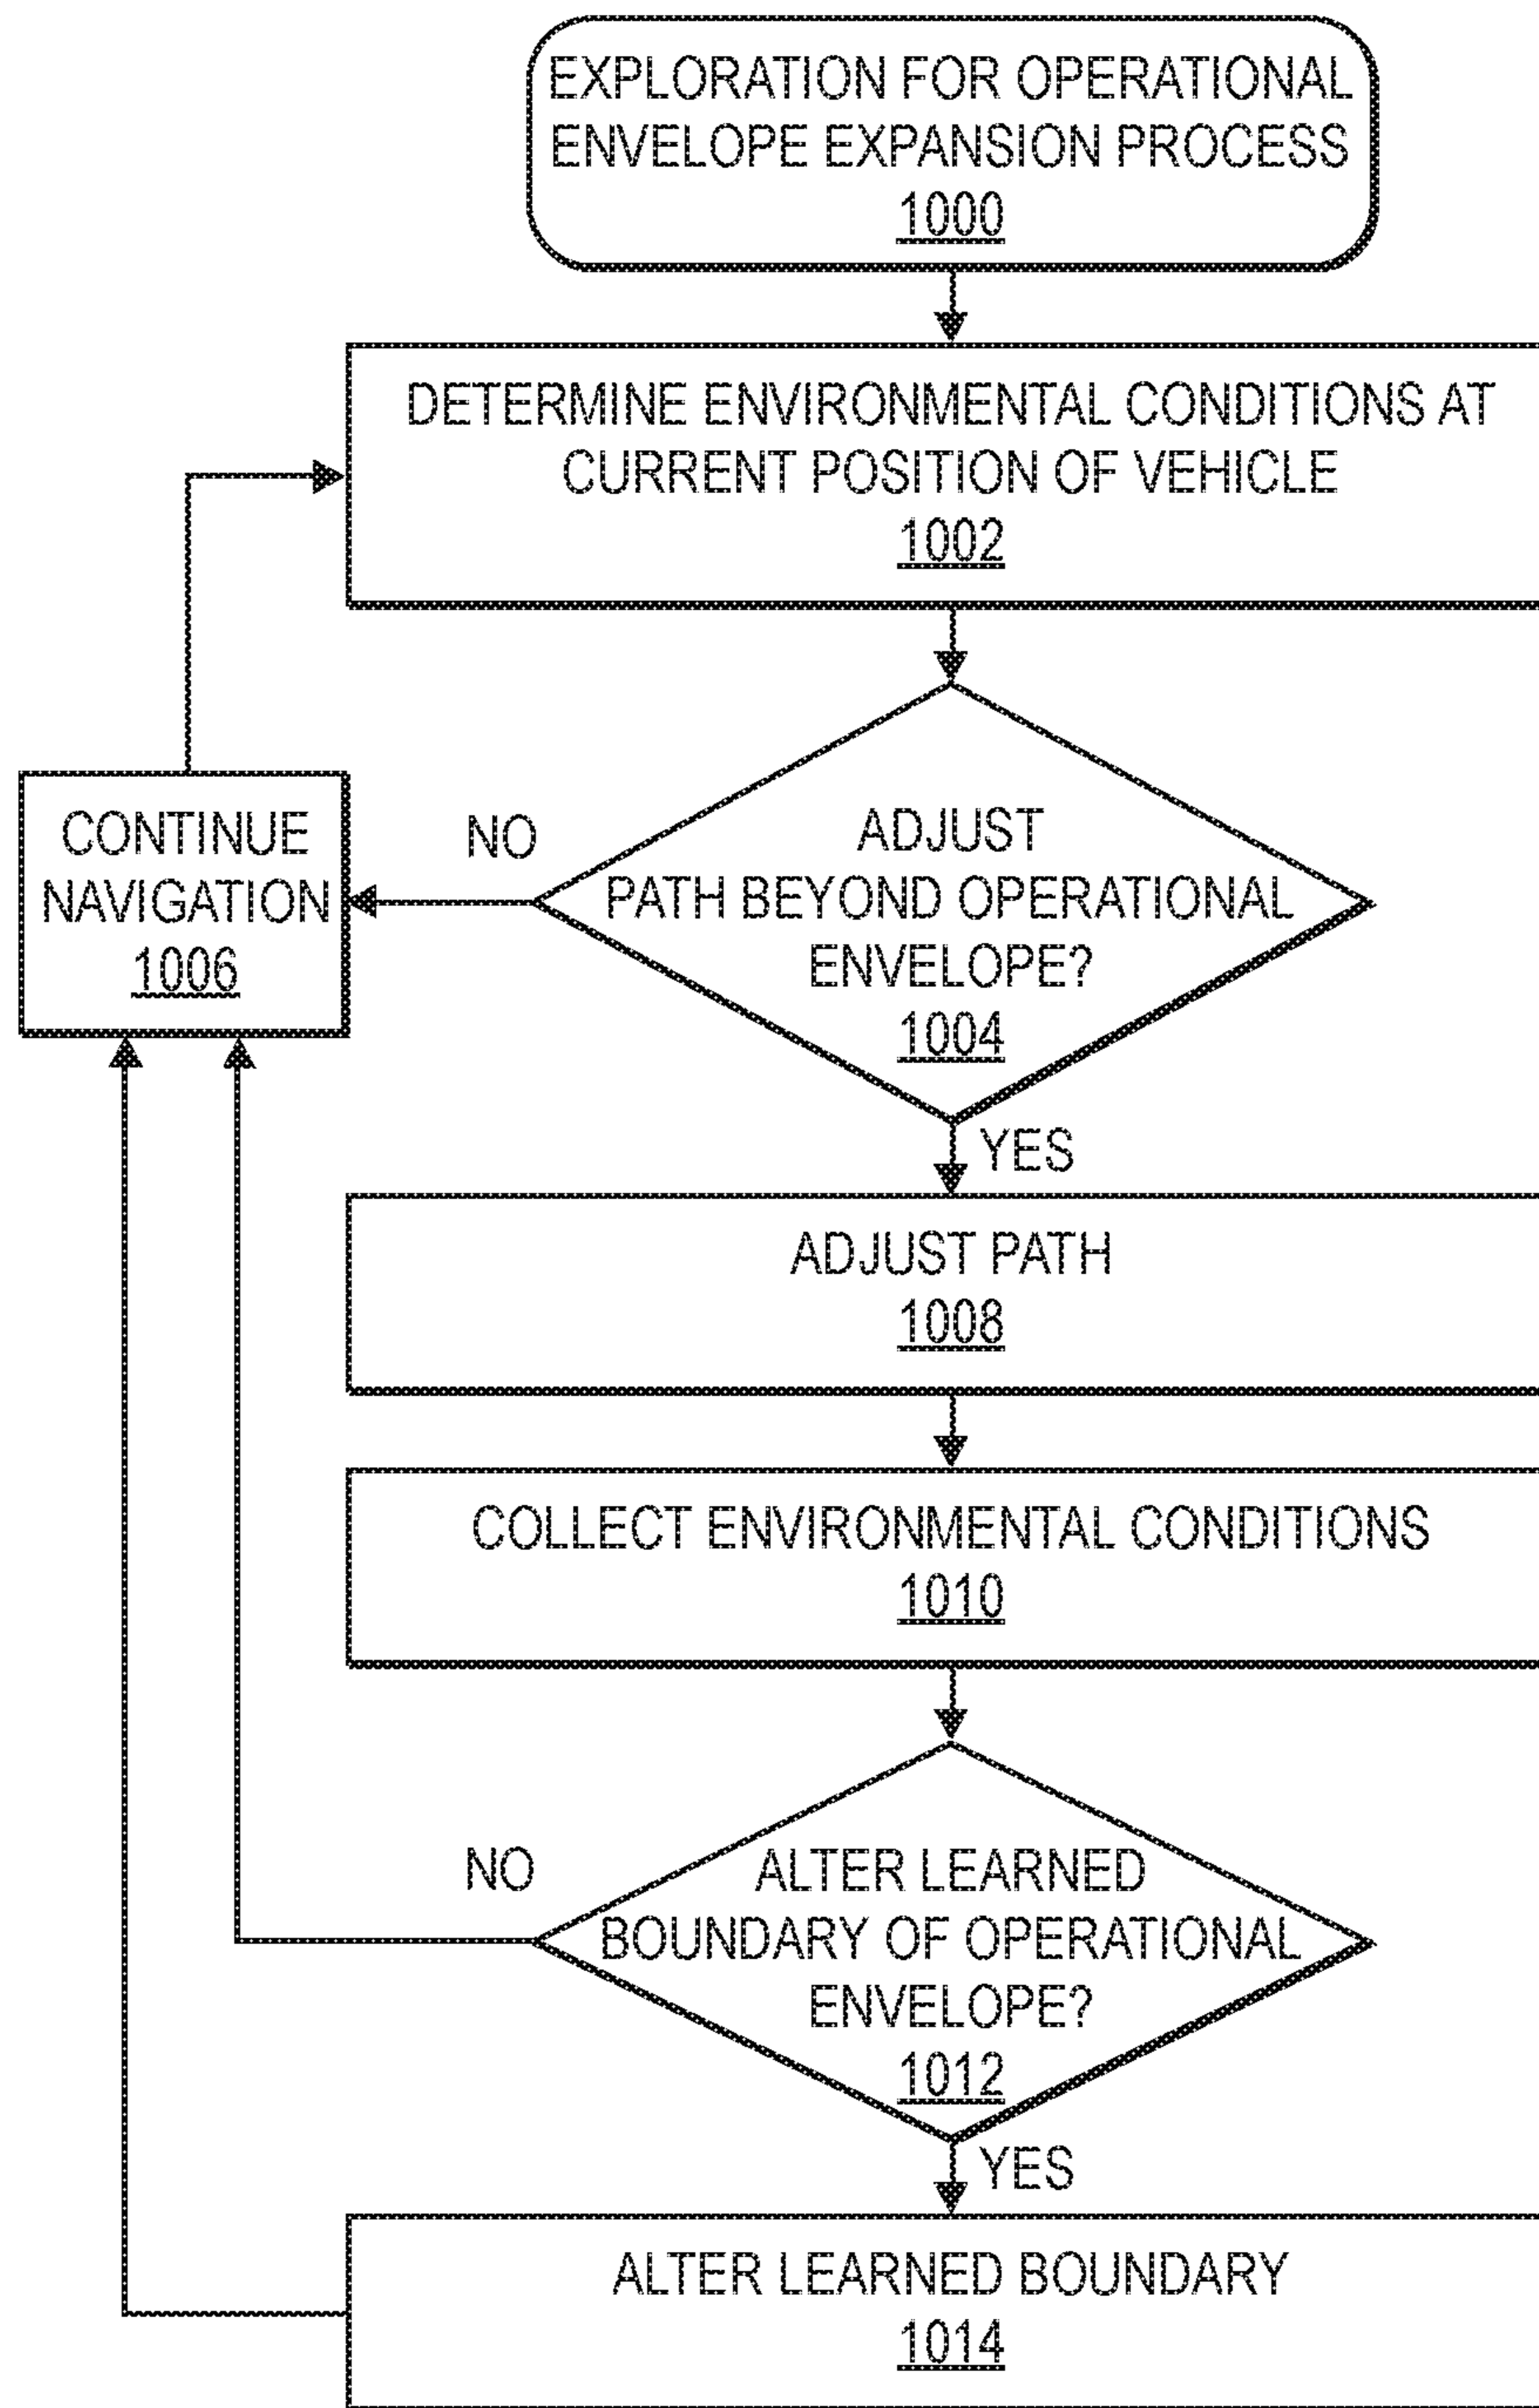 EXPLORATION FOR OPERATIONAL
ENVELOPE EXPANSION PROCESS
1000
DETERMINE ENVIRONMENTAL CONDITIONS AT
CURRENT POSITION OF VEHICLE
1002
CONTINUE
NAVIGATION
1006
NO
ADJUST
PATH BEYOND OPERATIONAL
ENVELOPE?
1004
YES
ADJUST PATH
1008
COLLECT ENVIRONMENTAL CONDITIONS
1010
NO
ALTER LEARNED
BOUNDARY OF OPERATIONAL
ENVELOPE?
1012
YES
ALTER LEARNED BOUNDARY
1014